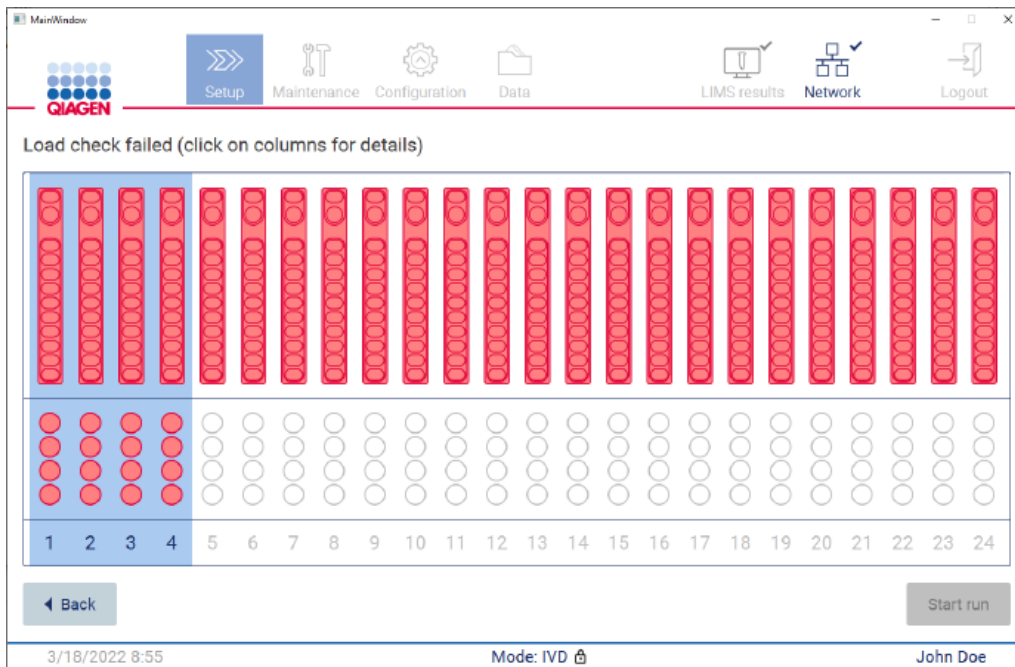 MainWindow
QIAGEN
Setup
Maintenance
Configuration
Data
LIMS results
Network
Logout
Load check failed (click on columns for details)
1 2 3 4 5 6 7 8 9 10 11 12 13 14 15 16 17 18 19 20 21 22 23 24
Back
Start run
3/18/2022 8:55
Mode: IVD
John Doe